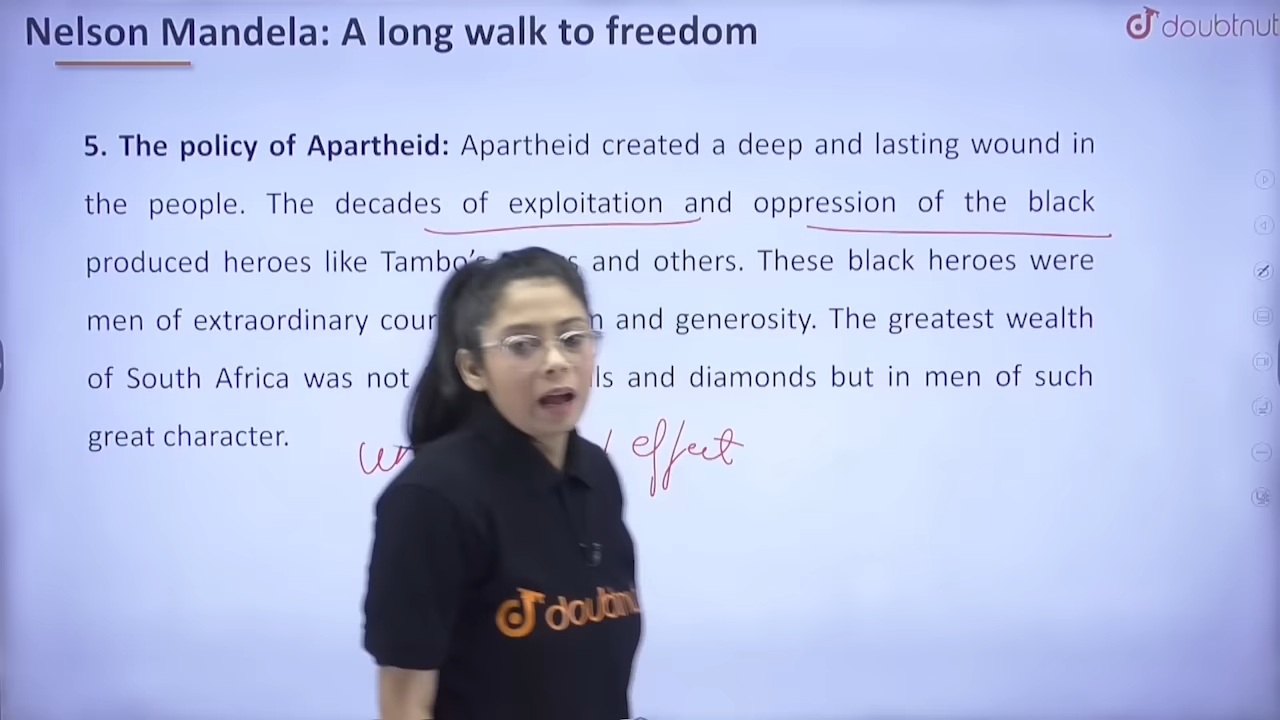 Nelson Mandela: A long walk to freedom
doubtnut
5. The policy of Apartheid: Apartheid created a deep and lasting wound in
the people. The decades of exploitation and oppression of the black
produced heroes like Tambo's and others. These black heroes were
men of extraordinary and generosity. The greatest wealth
of South Africa was not and diamonds but in men of such
great character.
effect
doubtnut